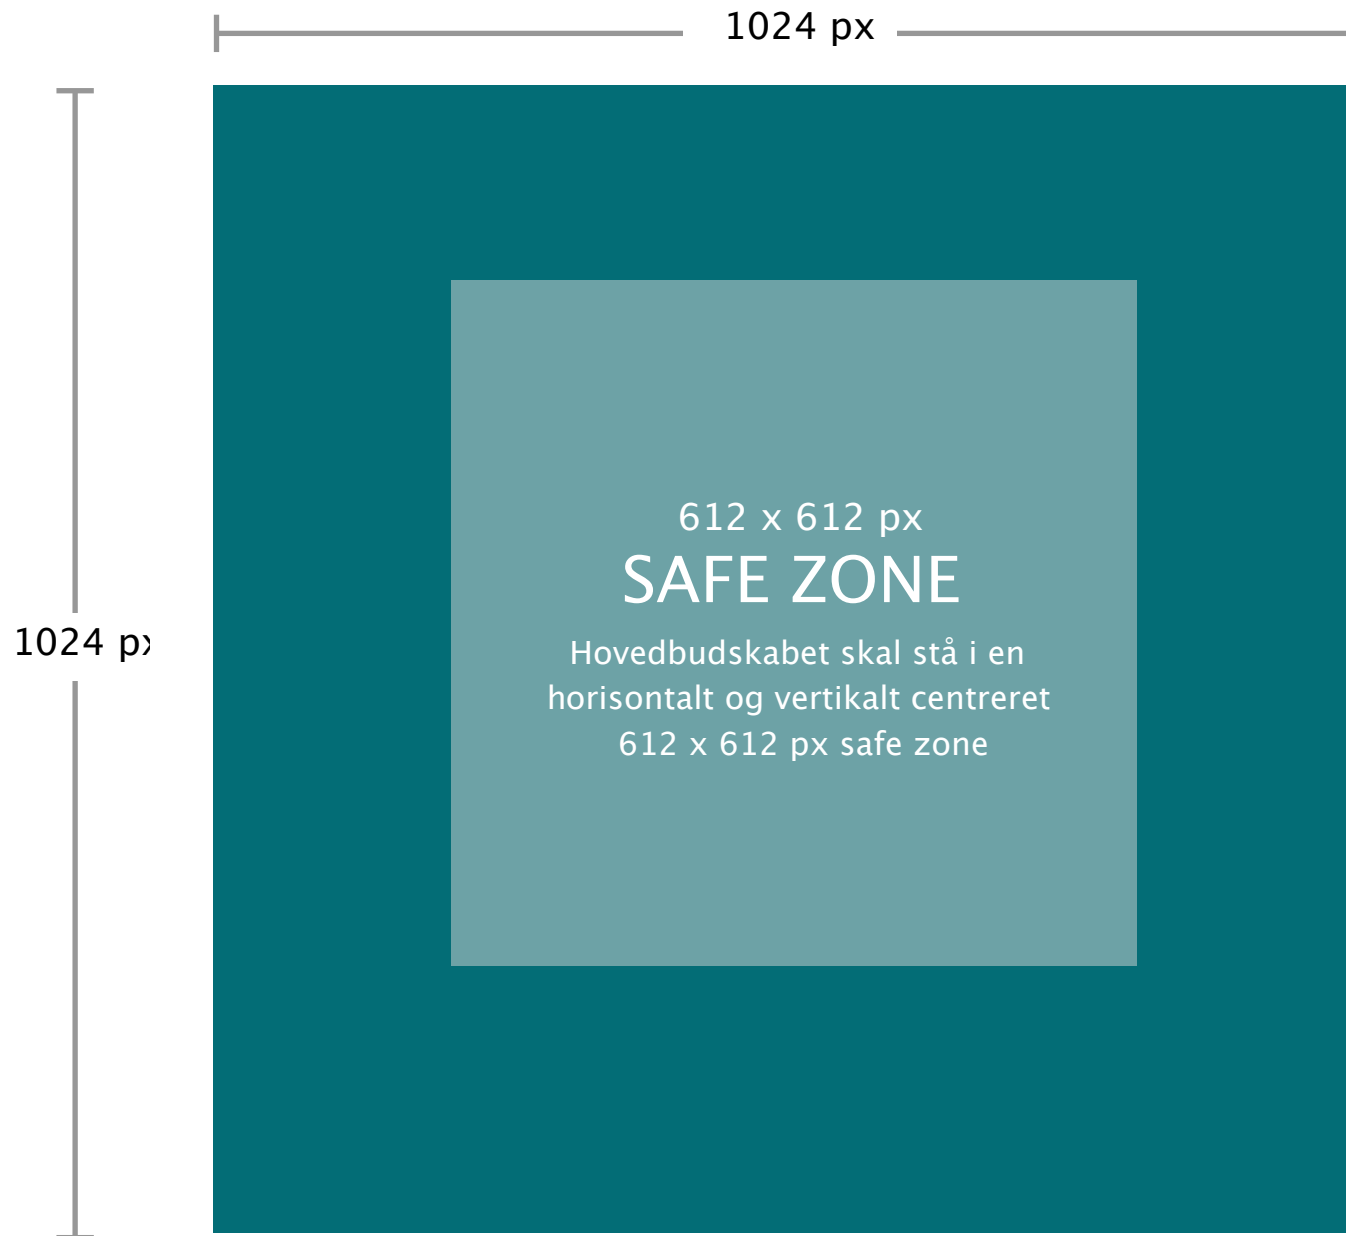 1024 px
1024 px
612 x 612 px
SAFE ZONE
Hovedbudskabet skal stå i en
horisontalt og vertikalt centreret
612 x 612 px safe zone